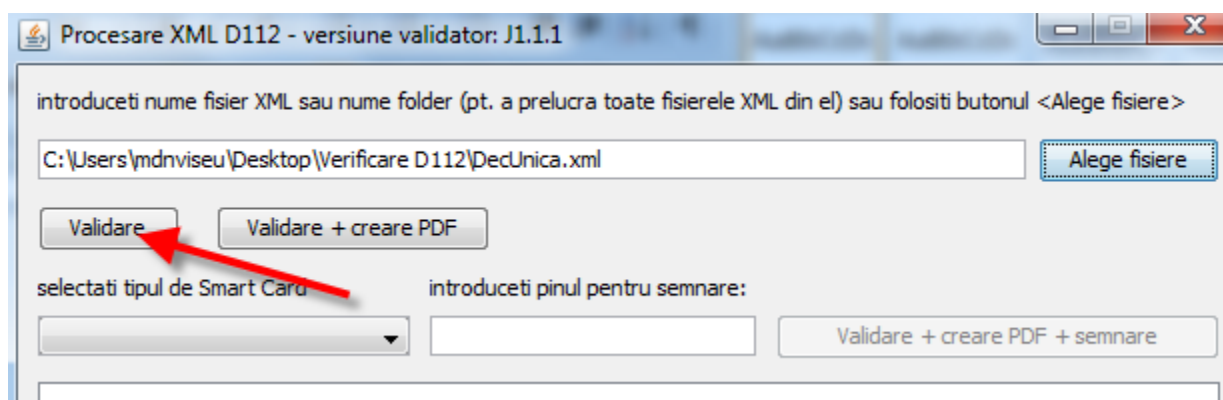 Procesare XML D112 - versiune validator: J1.1.1
introduceti nume fisier XML sau nume folder (pt. a prelucra toate fisierele XML din el) sau folositi butonul <Alege fisiere>
C:\Users\mdnviseu\Desktop\Verificare D112\DecUnica.xml
Alege fisiere
Validare
Validare + creare PDF
selectati tipul de Smart Card
introduceti pinul pentru semnare:
Validare + creare PDF + semnare